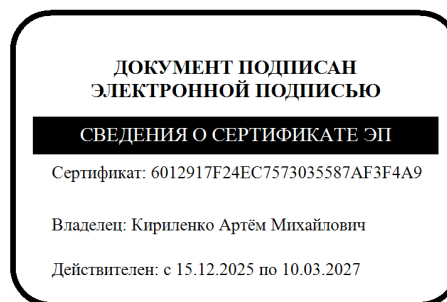 ДОКУМЕНТ ПОДПИСАН
ЭЛЕКТРОННОЙ ПОДПИСЬЮ
СВЕДЕНИЯ О СЕРТИФИКАТЕ ЭП
Сертификат: 6012917F24EC7573035587AF3F4A9
Владелец: Кириленко Артём Михайлович
Действителен: с 15.12.2025 по 10.03.2027